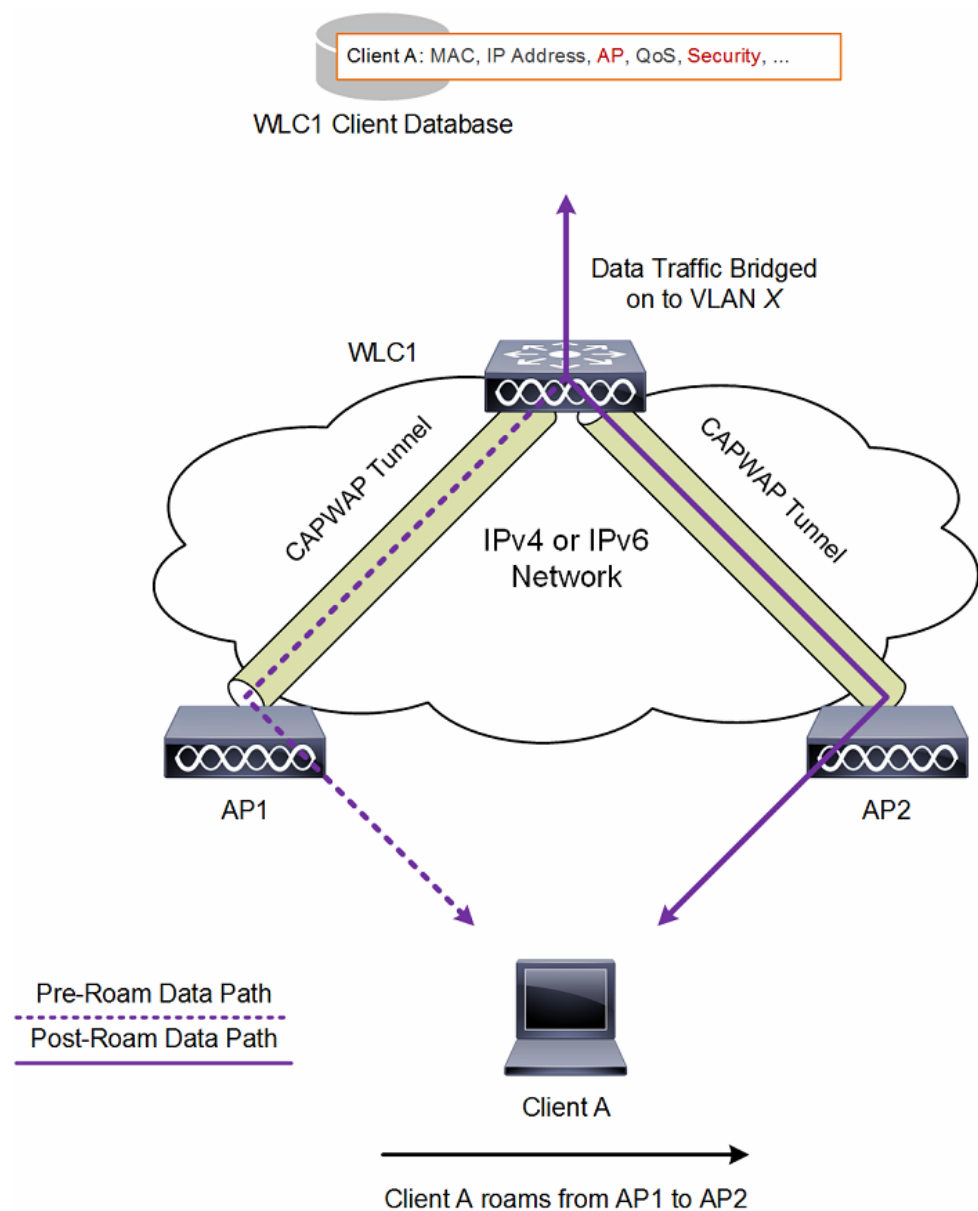 Client A: MAC, IP Address, AP, QoS, Security, ...
WLC1 Client Database
Data Traffic Bridged
on to VLAN X
WLC1
CAPWAP Tunnel
CAPWAP Tunnel
IPv4 or IPv6
Network
AP1
AP2
Pre-Roam Data Path
Post-Roam Data Path
Client A
Client A roams from AP1 to AP2